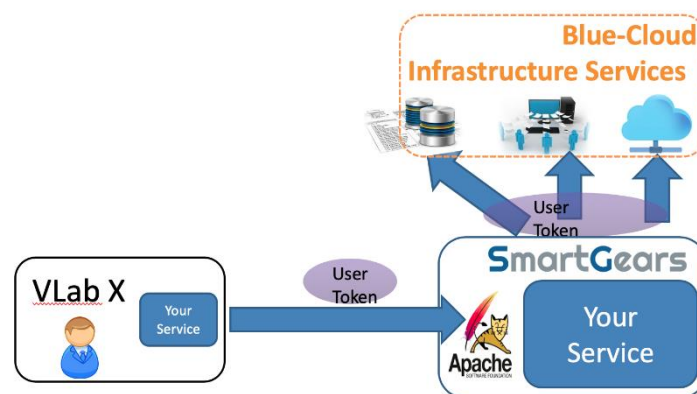 Blue-Cloud
Infrastructure Services
User
Token
SmartGears
VLab X
Your
Service
User
Token
Apache
SOFTWARE FOUNDATION
Your
Service